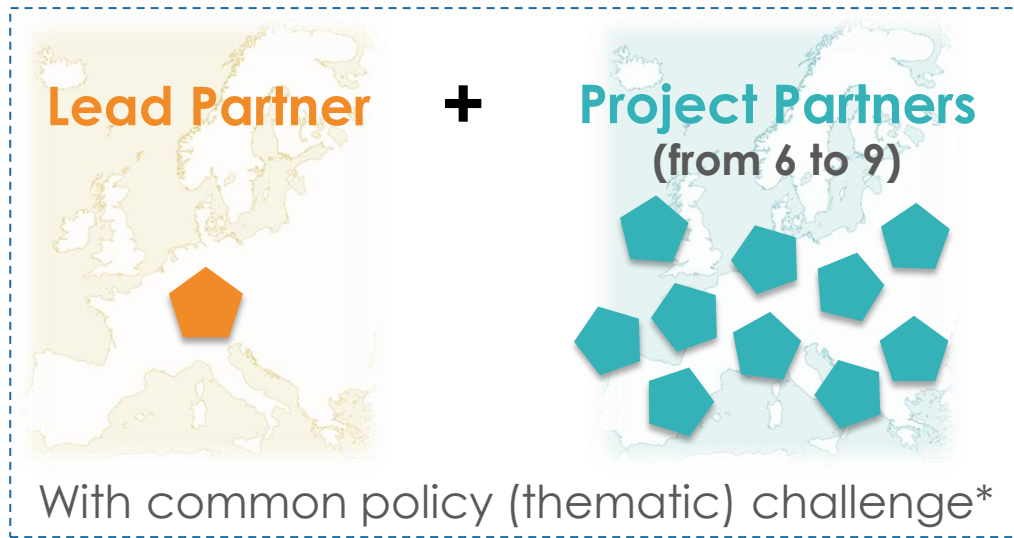 Lead Partner + Project Partners
(from 6 to 9)
With common policy (thematic) challenge*